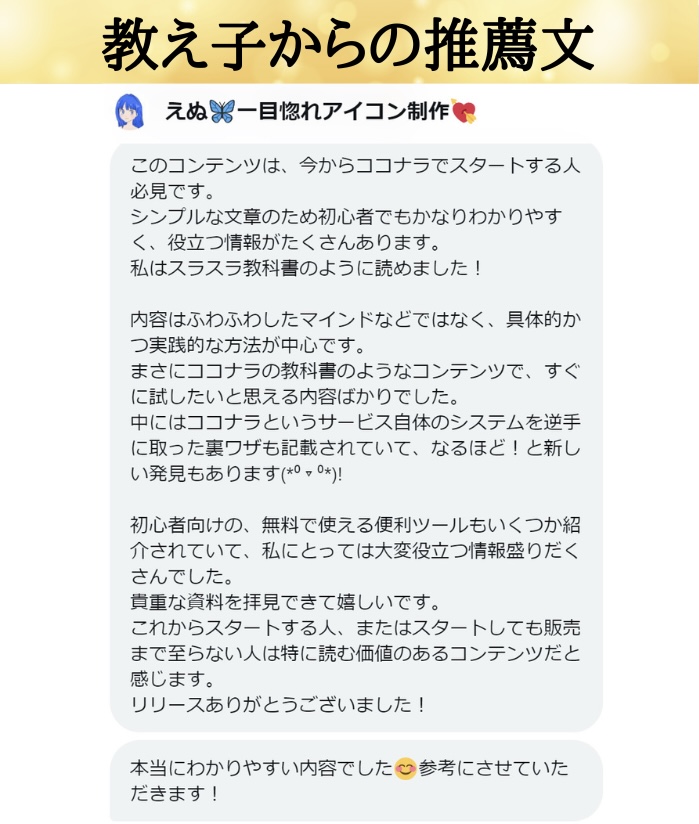 教え子からの推薦文
えぬ🦋一目惚れアイコン制作💘
このコンテンツは、今からココナラでスタートする人
必見です。
シンプルな文章のため初心者でもかなりわかりやす
く、役立つ情報がたくさんあります。
私はスラスラ教科書のように読めました！
内容はふわふわしたマインドなどではなく、具体的か
つ実践的な方法が中心です。
まさにココナラの教科書のようなコンテンツで、すぐ
に試したいと思える内容ばかりでした。
中にはココナラというサービス自体のシステムを逆手
に取った裏ワザも記載されていて、なるほど！と新し
い発見もあります(*⁰▿⁰*)!
初心者向けの、無料で使える便利ツールもいくつか紹
介されていて、私にとっては大変役立つ情報盛りだく
さんでした。
貴重な資料を拝見できて嬉しいです。
これからスタートする人、またはスタートしても販売
まで至らない人は特に読む価値のあるコンテンツだと
感じます。
リリースありがとうございました！
本当にわかりやすい内容でした😊参考にさせていた
だきます！